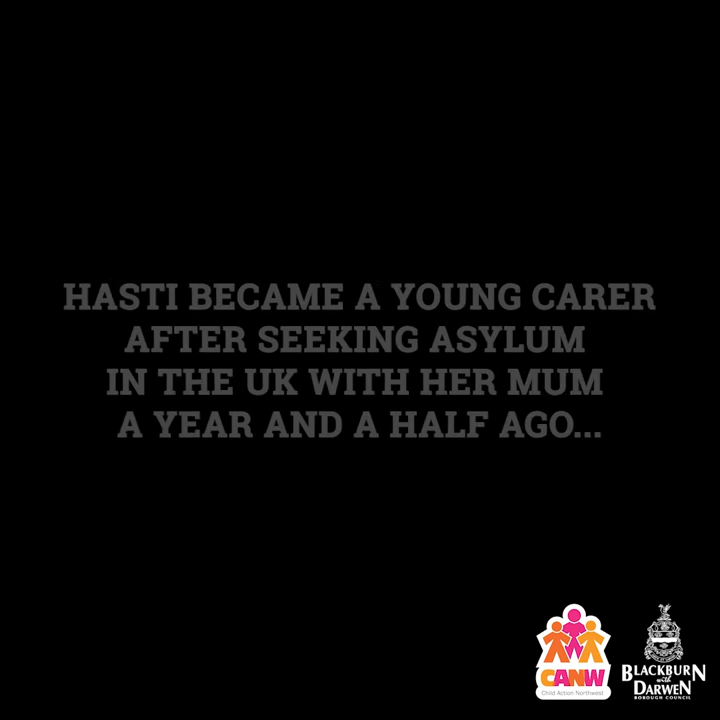 HASTI BECAME A YOUNG CARER
AFTER SEEKING ASYLUM
IN THE UK WITH HER MUM
A YEAR AND A HALF AGO...
CANW
Child Action Northwest
BLACKBURN
with
DARWEN
BOROUGH COUNCIL